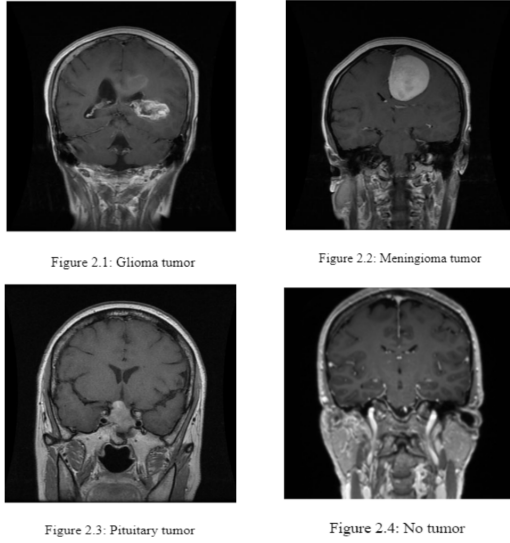 Figure 2.1: Glioma tumor
Figure 2.2: Meningioma tumor
Figure 2.3: Pituitary tumor
Figure 2.4: No tumor